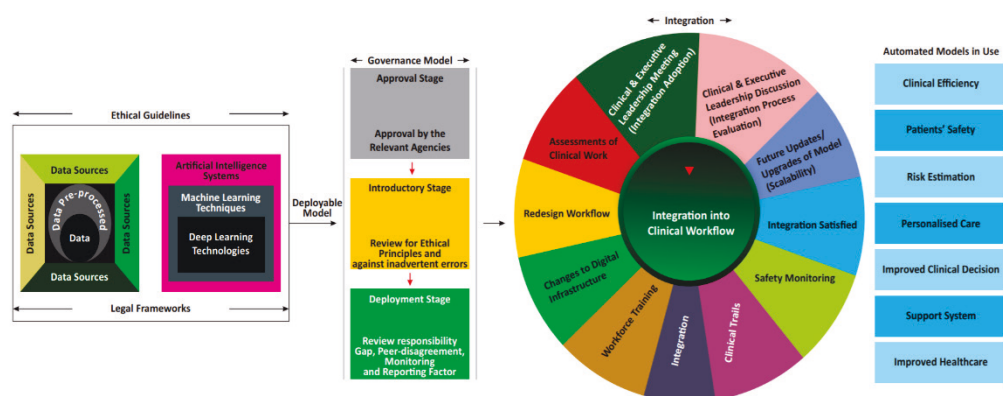 Ethical Guidelines
Data Sources
Data Sources
Data Pre-processed
Data
Data Sources
Data Sources
Artificial Intelligence
Systems
Machine Learning
Techniques
Deep Learning
Technologies
Legal Frameworks
Deployable
Model
Governance Model
Approval Stage
Approval by the
Relevant Agencies
Introductory Stage
Review for Ethical
Principles and
against inadvertent errors
Deployment Stage
Review responsibility
Gap, Peer-disagreement,
Monitoring
and Reporting Factor
Integration
Clinical & Executive
Leadership Meeting
(Integration Adoption)
Clinical & Executive
Leadership Discussion
(Integration Process
Evaluation)
Future Updates/
Upgrades of Model
(Scalability)
Integration Satisfied
Safety Monitoring
Clinical Trails
Integration
Workforce Training
Changes to Digital
Infrastructure
Redesign Workflow
Assessments of
Clinical Work
Integration into
Clinical Workflow
Automated Models in Use
Clinical Efficiency
Patients' Safety
Risk Estimation
Personalised Care
Improved Clinical Decision
Support System
Improved Healthcare